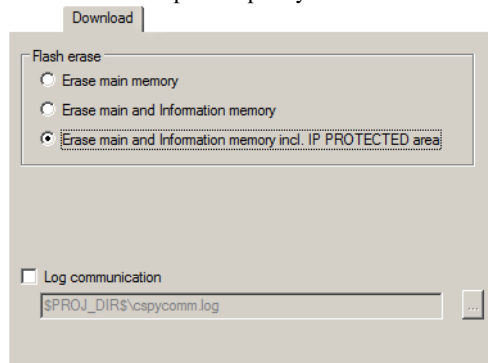 Download
Flash erase
Erase main memory
Erase main and Information memory
Erase main and Information memory incl. IP PROTECTED area
Log communication
$PROJ_DIR$\cspycomm.log
...